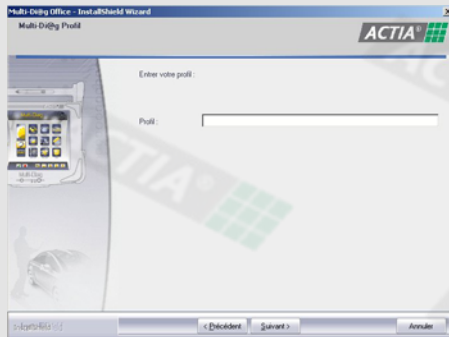 Multi-Di@g Office - InstallShield Wizard
Multi-Di@g Profil
ACTIA®
Entrer votre profil :
Profil :
ACTIA®
< Précédent
Suivant >
Annuler